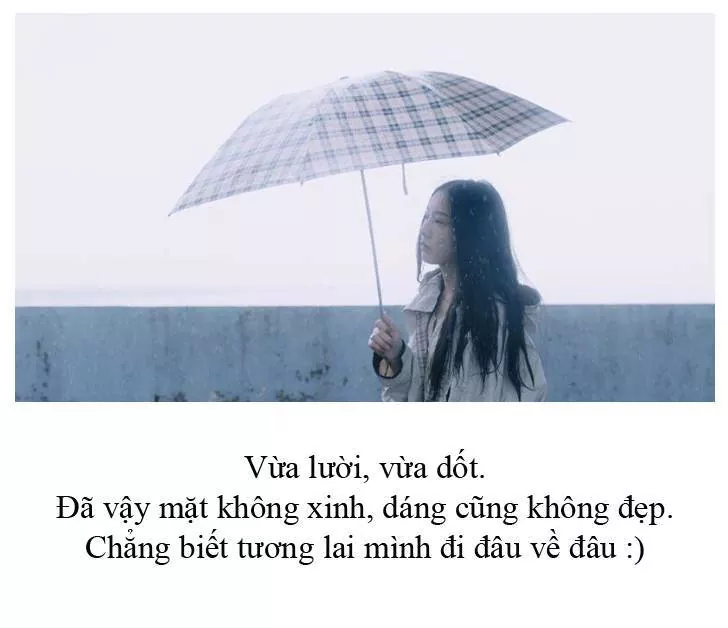 Vừa lười, vừa dốt.
Đã vậy mặt không xinh, dáng cũng không đẹp.
Chẳng biết tương lai mình đi đâu về đâu :)